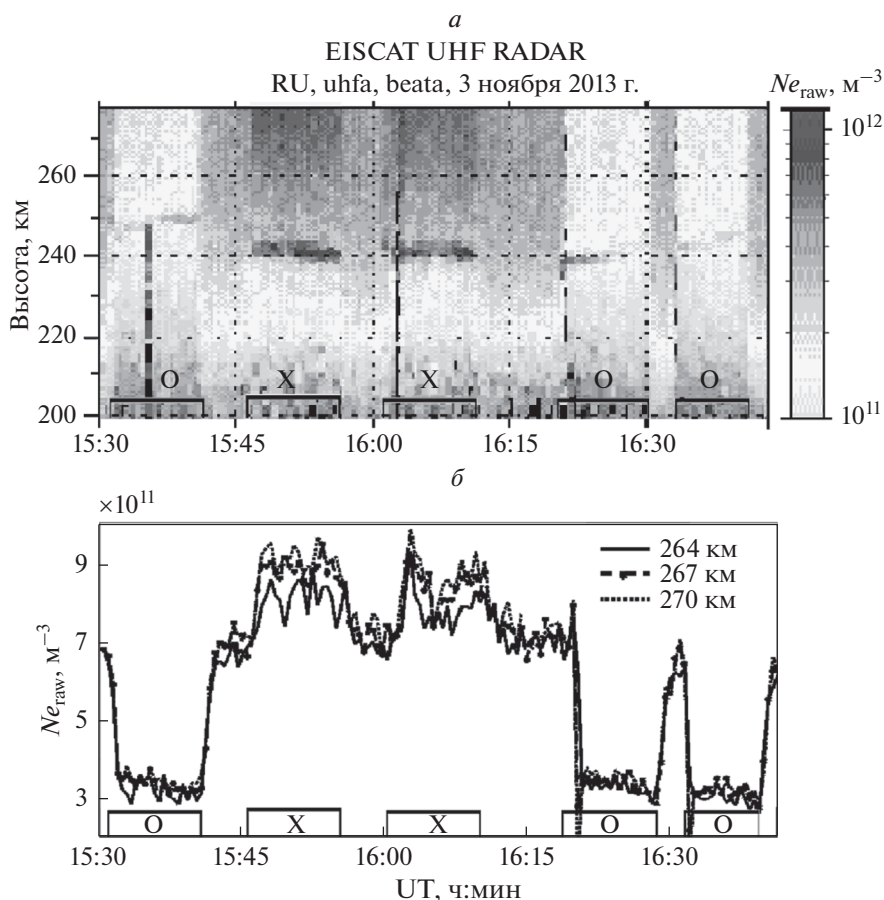 а
EISCAT UHF RADAR
RU, uhfa, beata, 3 ноября 2013 г.
Ne_raw, м⁻³
10¹²
10¹¹
Высота, км
260
240
220
200
О Х Х О О
15:30 15:45 16:00 16:15 16:30
б
×10¹¹
Ne_raw, м⁻³
9
7
5
3
264 км
267 км
270 км
О Х Х О О
15:30 15:45 16:00 16:15 16:30
UT, ч:мин